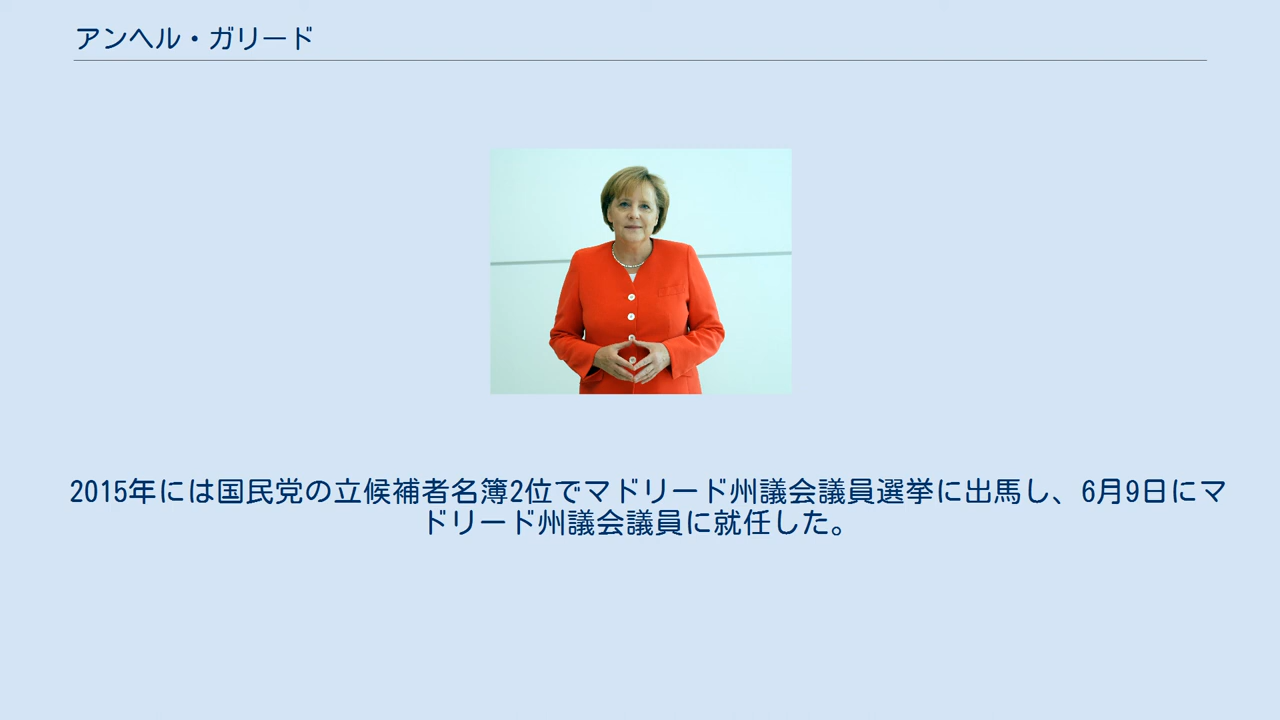 アンヘル・ガリード
2015年には国民党の立候補者名簿2位でマドリード州議会議員選挙に出馬し、6月9日にマ
ドリード州議会議員に就任した。